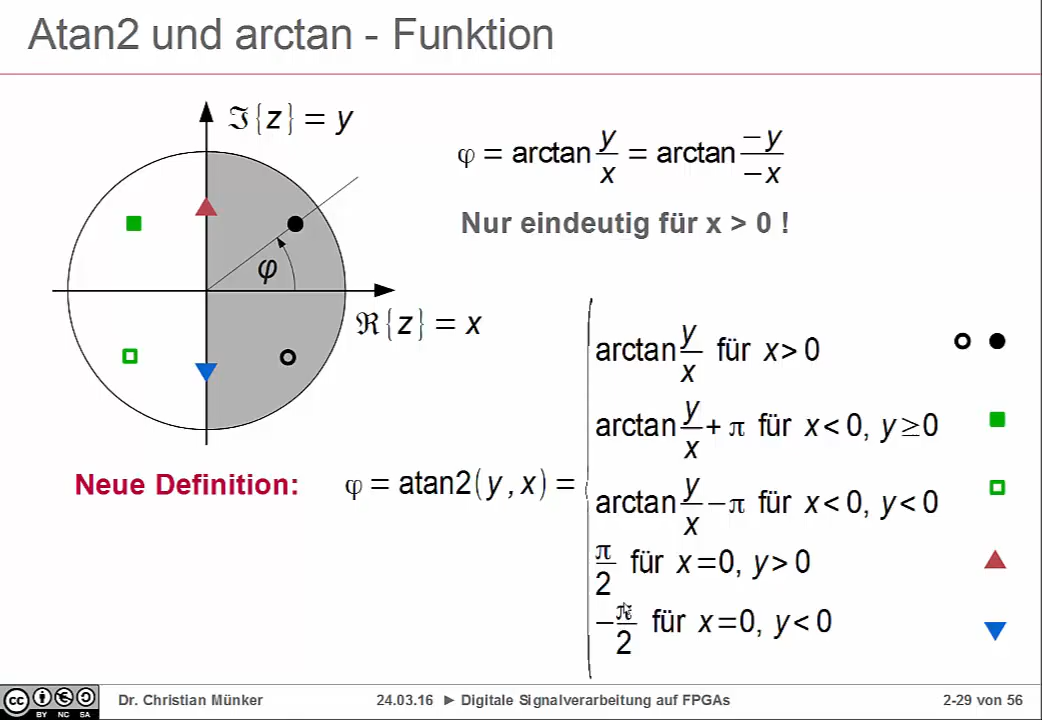 Atan2 und arctan - Funktion
ℑ{z} = y
φ = arctan y/x = arctan −y/−x
Nur eindeutig für x > 0 !
φ
ℜ{z} = x
arctan y/x für x > 0
arctan y/x + π für x < 0, y ≥ 0
Neue Definition: φ = atan2(y, x) =
arctan y/x − π für x < 0, y < 0
π/2 für x = 0, y > 0
−π/2 für x = 0, y < 0
cc BY NC SA
Dr. Christian Münker 24.03.16 ► Digitale Signalverarbeitung auf FPGAs 2-29 von 56